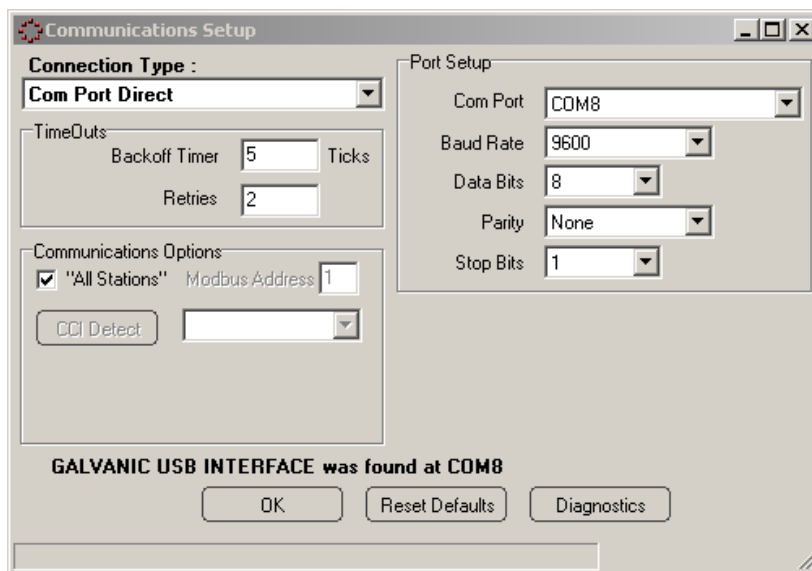 Communications Setup
Connection Type :
Com Port Direct
TimeOuts
Backoff Timer 5 Ticks
Retries 2
Communications Options
"All Stations" Modbus Address 1
CCI Detect
Port Setup
Com Port COM8
Baud Rate 9600
Data Bits 8
Parity None
Stop Bits 1
GALVANIC USB INTERFACE was found at COM8
OK Reset Defaults Diagnostics